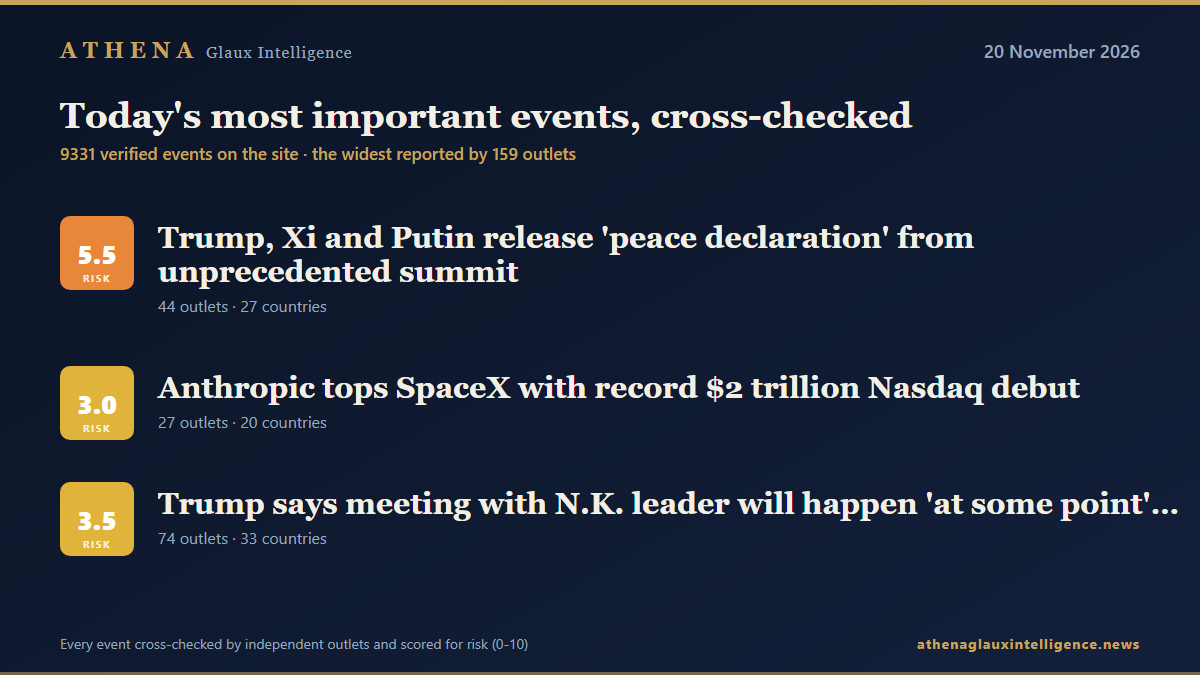 ATHENA Glaux Intelligence
20 November 2026
Today's most important events, cross-checked
9331 verified events on the site · the widest reported by 159 outlets
5.5
RISK
Trump, Xi and Putin release 'peace declaration' from
unprecedented summit
44 outlets · 27 countries
3.0
RISK
Anthropic tops SpaceX with record $2 trillion Nasdaq debut
27 outlets · 20 countries
3.5
RISK
Trump says meeting with N.K. leader will happen 'at some point'...
74 outlets · 33 countries
Every event cross-checked by independent outlets and scored for risk (0-10)
athenaglauxintelligence.news